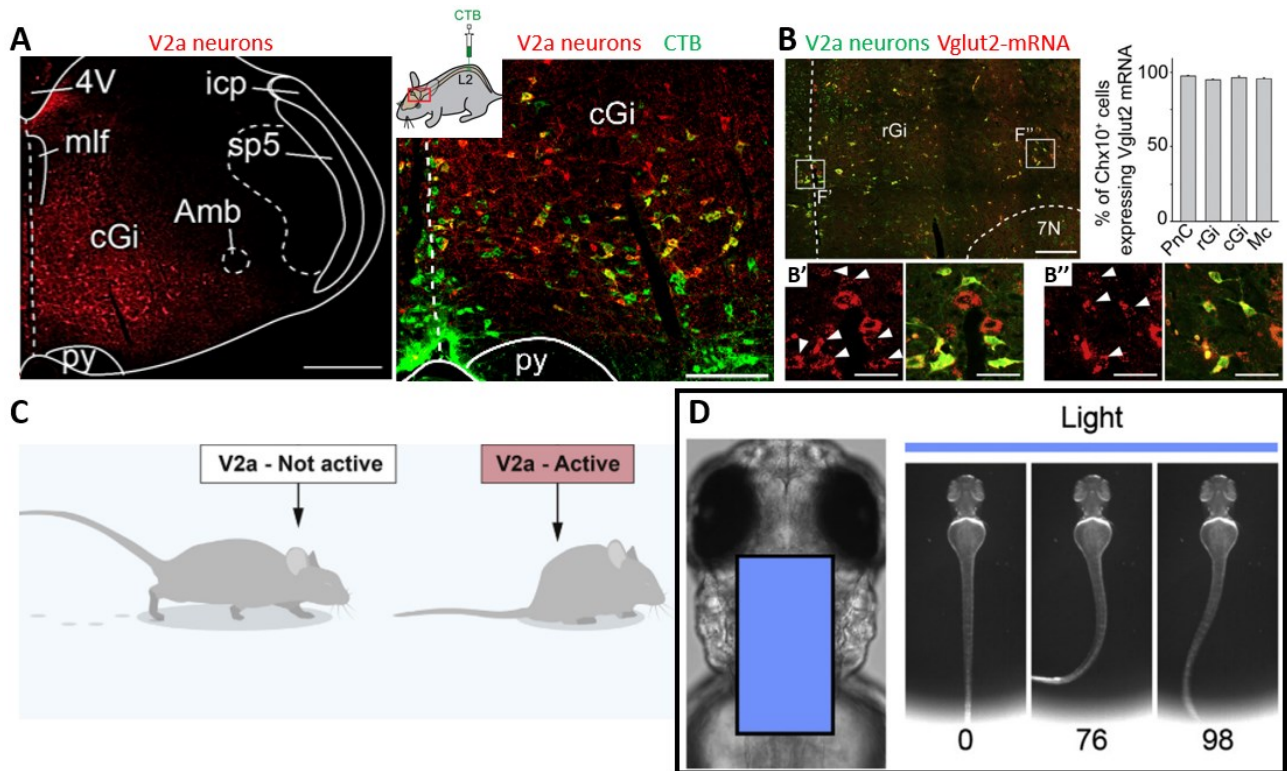 A
V2a neurons
4V
icp
mlf
sp5
Amb
cGi
py
CTB
L2
V2a neurons CTB
cGi
py
B
V2a neurons Vglut2-mRNA
rGi
F''
F'
7N
% of Chx10⁺ cells
expressing Vglut2 mRNA
100
50
0
PnC
rGi
cGi
Mc
B'
B''
C
V2a - Not active
V2a - Active
D
Light
0
76
98